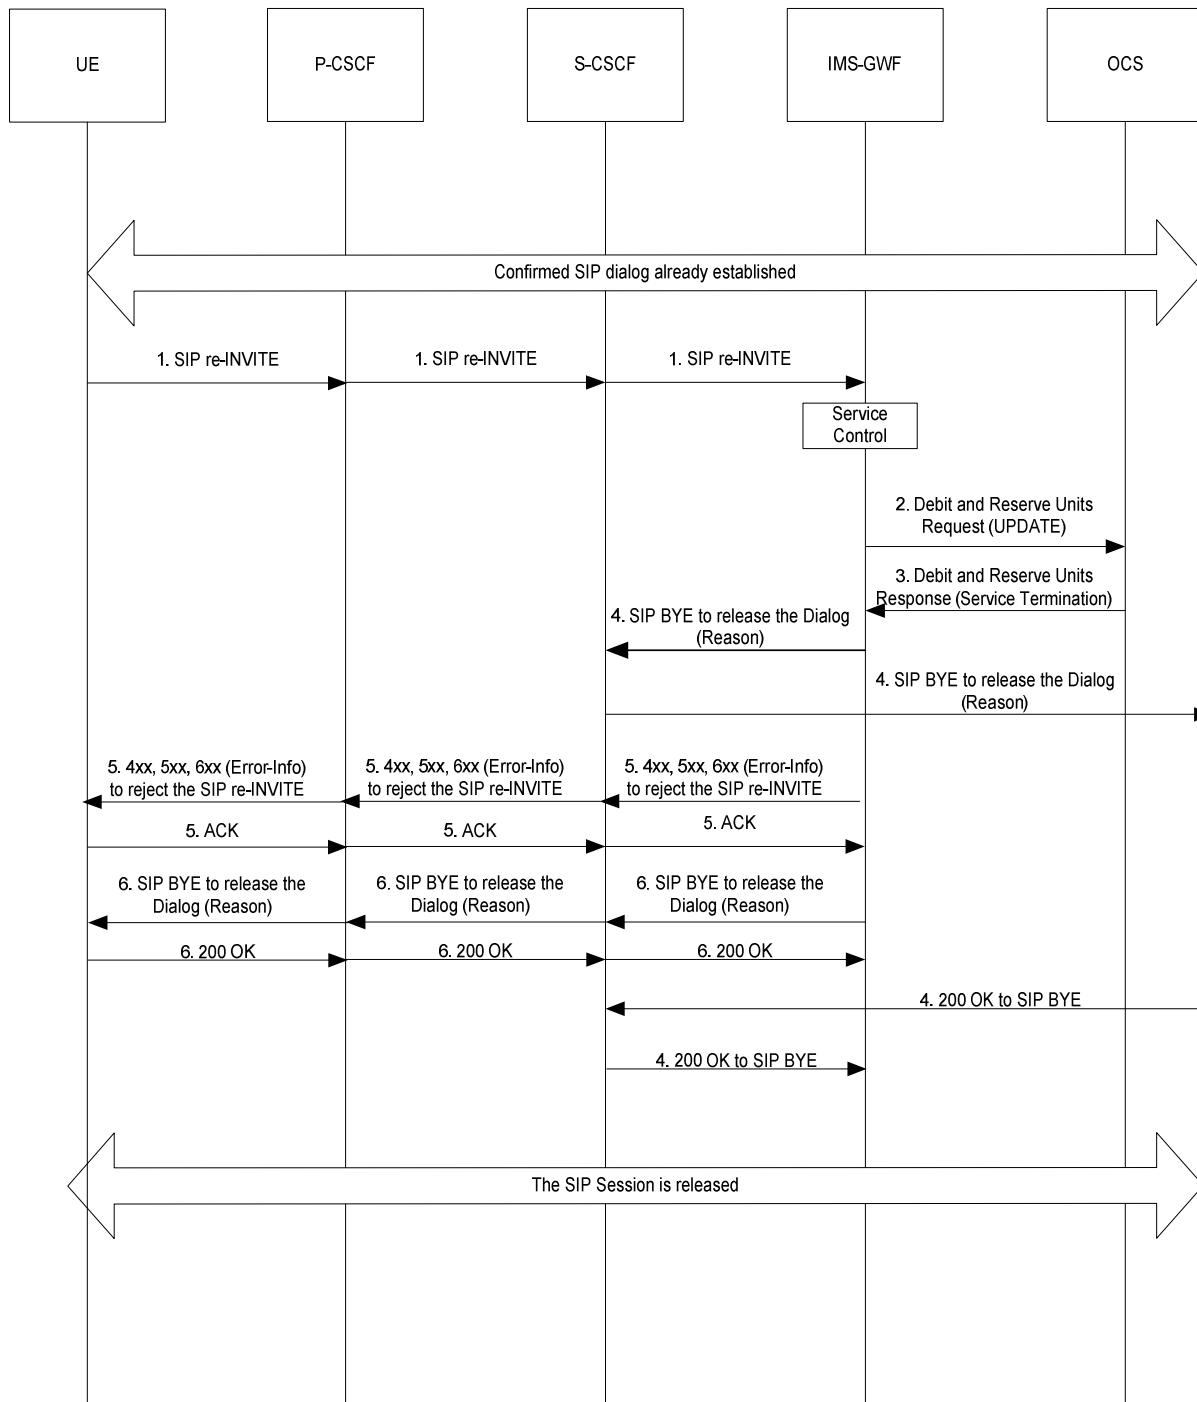 UE
P-CSCF
S-CSCF
IMS-GWF
OCS
Confirmed SIP dialog already established
1. SIP re-INVITE
1. SIP re-INVITE
1. SIP re-INVITE
Service
Control
2. Debit and Reserve Units
Request (UPDATE)
3. Debit and Reserve Units
Response (Service Termination)
4. SIP BYE to release the Dialog
(Reason)
4. SIP BYE to release the Dialog
(Reason)
5. 4xx, 5xx, 6xx (Error-Info)
to reject the SIP re-INVITE
5. 4xx, 5xx, 6xx (Error-Info)
to reject the SIP re-INVITE
5. 4xx, 5xx, 6xx (Error-Info)
to reject the SIP re-INVITE
5. ACK
5. ACK
5. ACK
6. SIP BYE to release the
Dialog (Reason)
6. SIP BYE to release the
Dialog (Reason)
6. SIP BYE to release the
Dialog (Reason)
6. 200 OK
6. 200 OK
6. 200 OK
4. 200 OK to SIP BYE
4. 200 OK to SIP BYE
The SIP Session is released